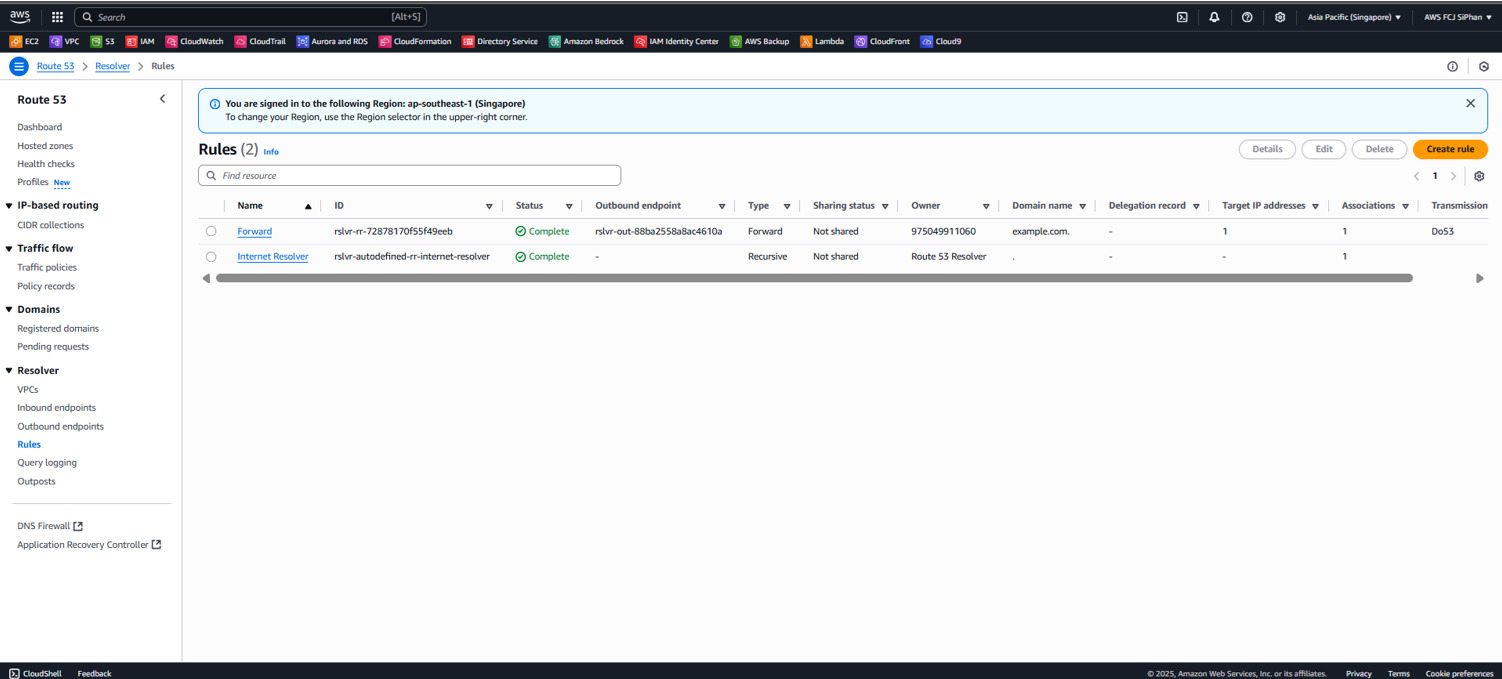 aws Search [Alt+S] Asia Pacific (Singapore) AWS FCJ SiPhan
EC2 VPC S3 IAM CloudWatch CloudTrail Aurora and RDS CloudFormation Directory Service Amazon Bedrock IAM Identity Center AWS Backup Lambda CloudFront Cloud9
Route 53 Resolver Rules
Route 53
Dashboard
Hosted zones
Health checks
Profiles New
IP-based routing
CIDR collections
Traffic flow
Traffic policies
Policy records
Domains
Registered domains
Pending requests
Resolver
VPCs
Inbound endpoints
Outbound endpoints
Rules
Query logging
Outposts
DNS Firewall
Application Recovery Controller
You are signed in to the following Region: ap-southeast-1 (Singapore)
To change your Region, use the Region selector in the upper-right corner.
Rules (2) Info Details Edit Delete Create rule
Find resource 1
Name ID Status Outbound endpoint Type Sharing status Owner Domain name Delegation record Target IP addresses Associations Transmission
Forward rslvr-rr-72878170f55f49eeb Complete rslvr-out-88ba2558a8ac4610a Forward Not shared 975049911060 example.com. - 1 1 Do53
Internet Resolver rslvr-autodefined-rr-internet-resolver Complete - Recursive Not shared Route 53 Resolver . - - 1
CloudShell Feedback © 2025, Amazon Web Services, Inc. or its affiliates. Privacy Terms Cookie preferences